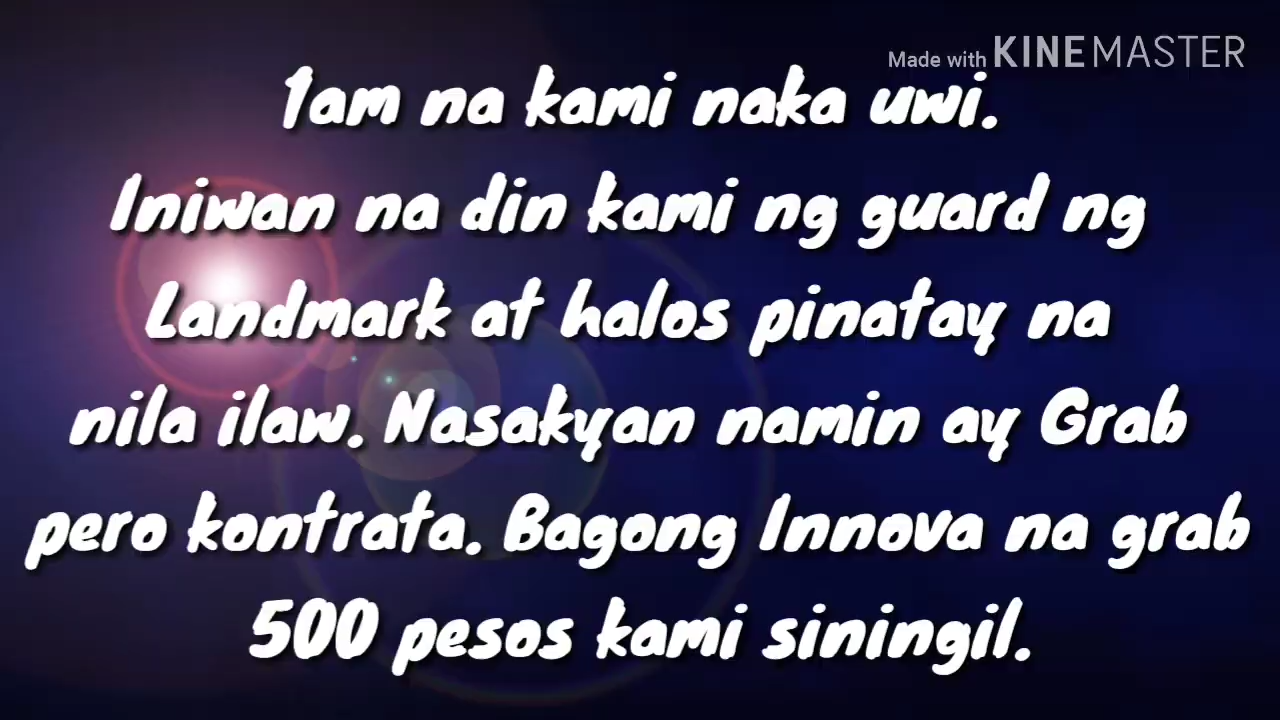 Made with KINEMASTER
1am na kami naka uwi.
Iniwan na din kami ng guard ng
Landmark at halos pinatay na
nila ilaw. Nasakyan namin ay Grab
pero kontrata. Bagong Innova na grab
500 pesos kami siningil.